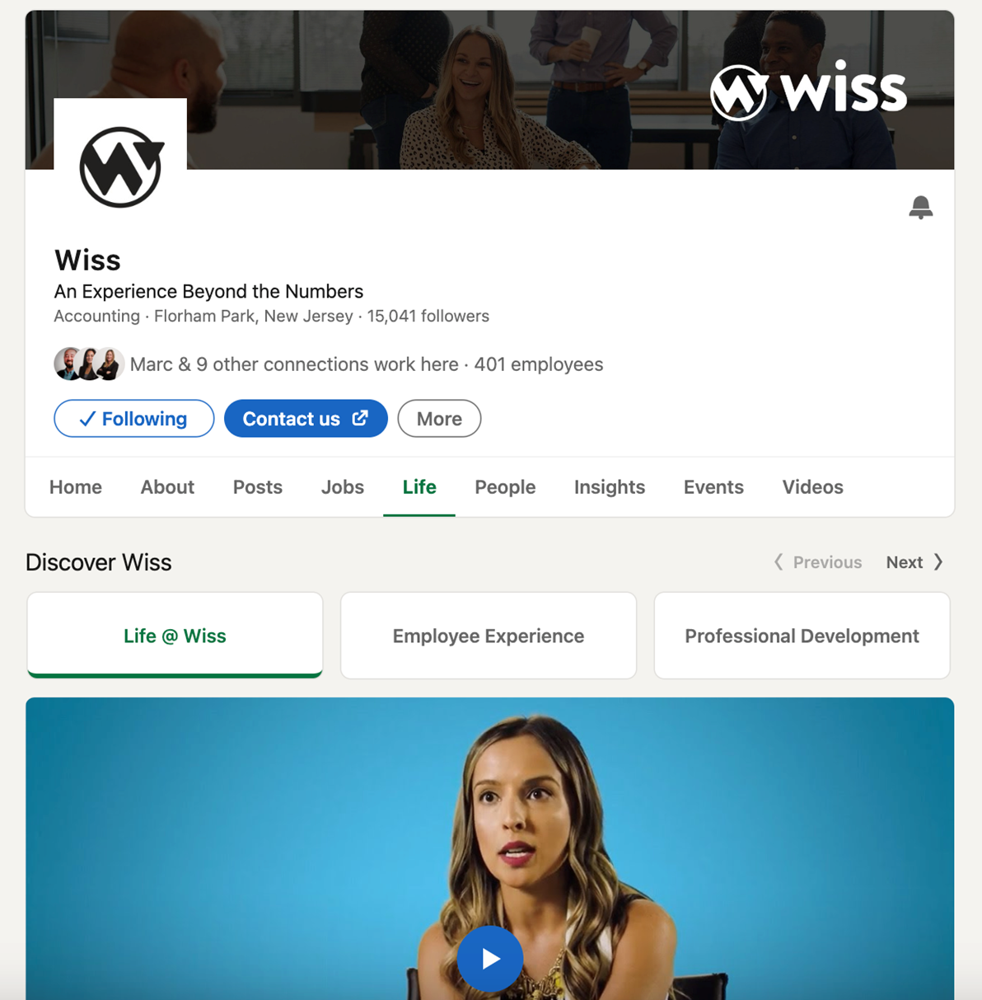 wiss
Wiss
An Experience Beyond the Numbers
Accounting · Florham Park, New Jersey · 15,041 followers
Marc & 9 other connections work here · 401 employees
Following
Contact us
More
Home About Posts Jobs Life People Insights Events Videos
Discover Wiss
Previous Next
Life @ Wiss Employee Experience Professional Development